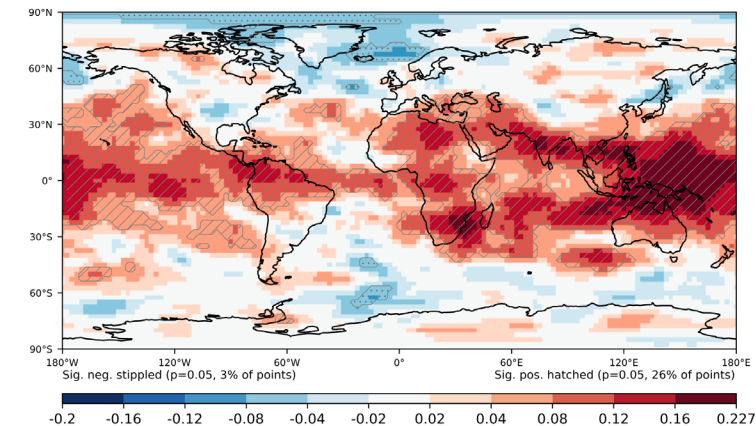 90°N
60°N
30°N
0°
30°S
60°S
90°S
180°W 120°W 60°W 0° 60°E 120°E 180°E
Sig. neg. stippled (p=0.05, 3% of points) Sig. pos. hatched (p=0.05, 26% of points)
-0.2 -0.16 -0.12 -0.08 -0.04 -0.02 0.02 0.04 0.08 0.12 0.16 0.227